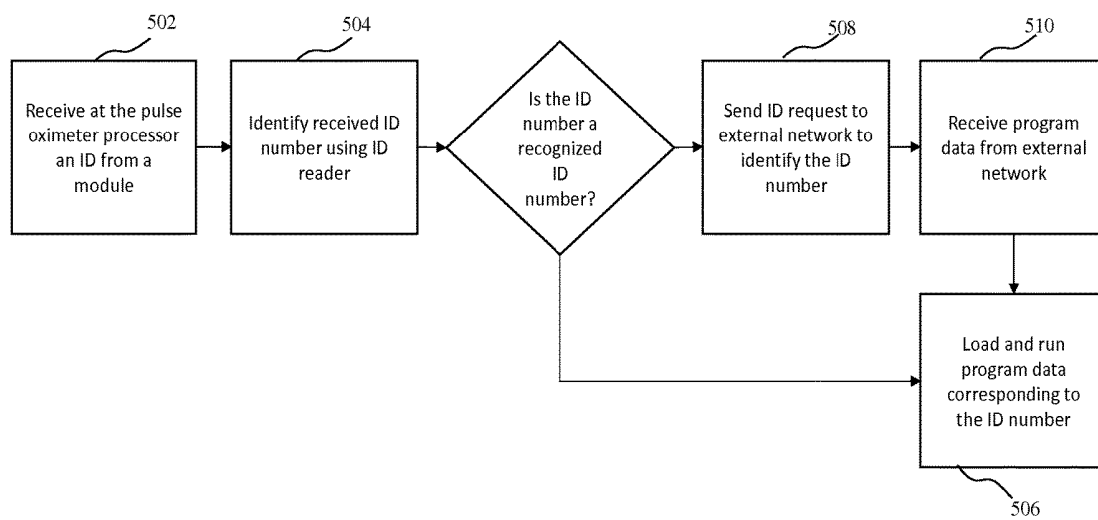 502
Receive at the pulse
oximeter processor
an ID from a
module
504
Identify received ID
number using ID
reader
Is the ID
number a
recognized
ID
number?
508
Send ID request to
external network to
identify the ID
number
510
Receive program
data from external
network
Load and run
program data
corresponding to
the ID number
506